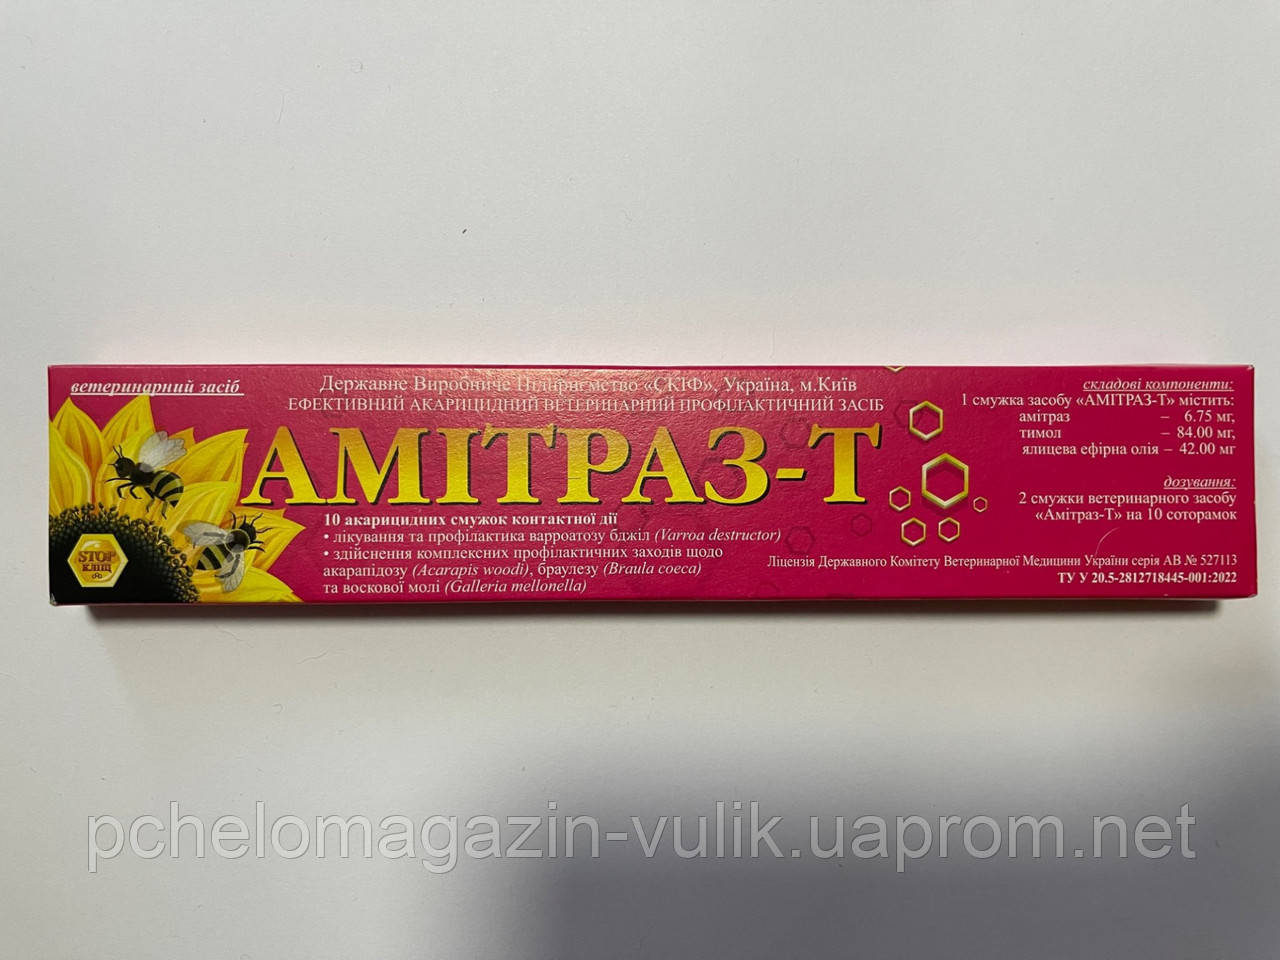 ветеринарний засіб
Державне Виробниче Підприємство «СКІФ», Україна, м.Київ
ЕФЕКТИВНИЙ АКАРИЦИДНИЙ ВЕТЕРИНАРНИЙ ПРОФІЛАКТИЧНИЙ ЗАСІБ
АМІТРАЗ-Т
10 акарицидних смужок контактної дії
• лікування та профілактика варроатозу бджіл (Varroa destructor)
• здійснення комплексних профілактичних заходів щодо
акарапідозу (Acarapis woodi), браулезу (Braula coeca)
та воскової молі (Galleria mellonella)
STOP
КЛІЩ
складові компоненти:
1 смужка засобу «АМІТРАЗ-Т» містить:
амітраз – 6.75 мг,
тимол – 84.00 мг,
ялицева ефірна олія – 42.00 мг
дозування:
2 смужки ветеринарного засобу
«Амітраз-Т» на 10 соторамок
Ліцензія Державного Комітету Ветеринарної Медицини України серія АВ № 527113
ТУ У 20.5-2812718445-001:2022
pchelomagazin-vulik.uaprom.net